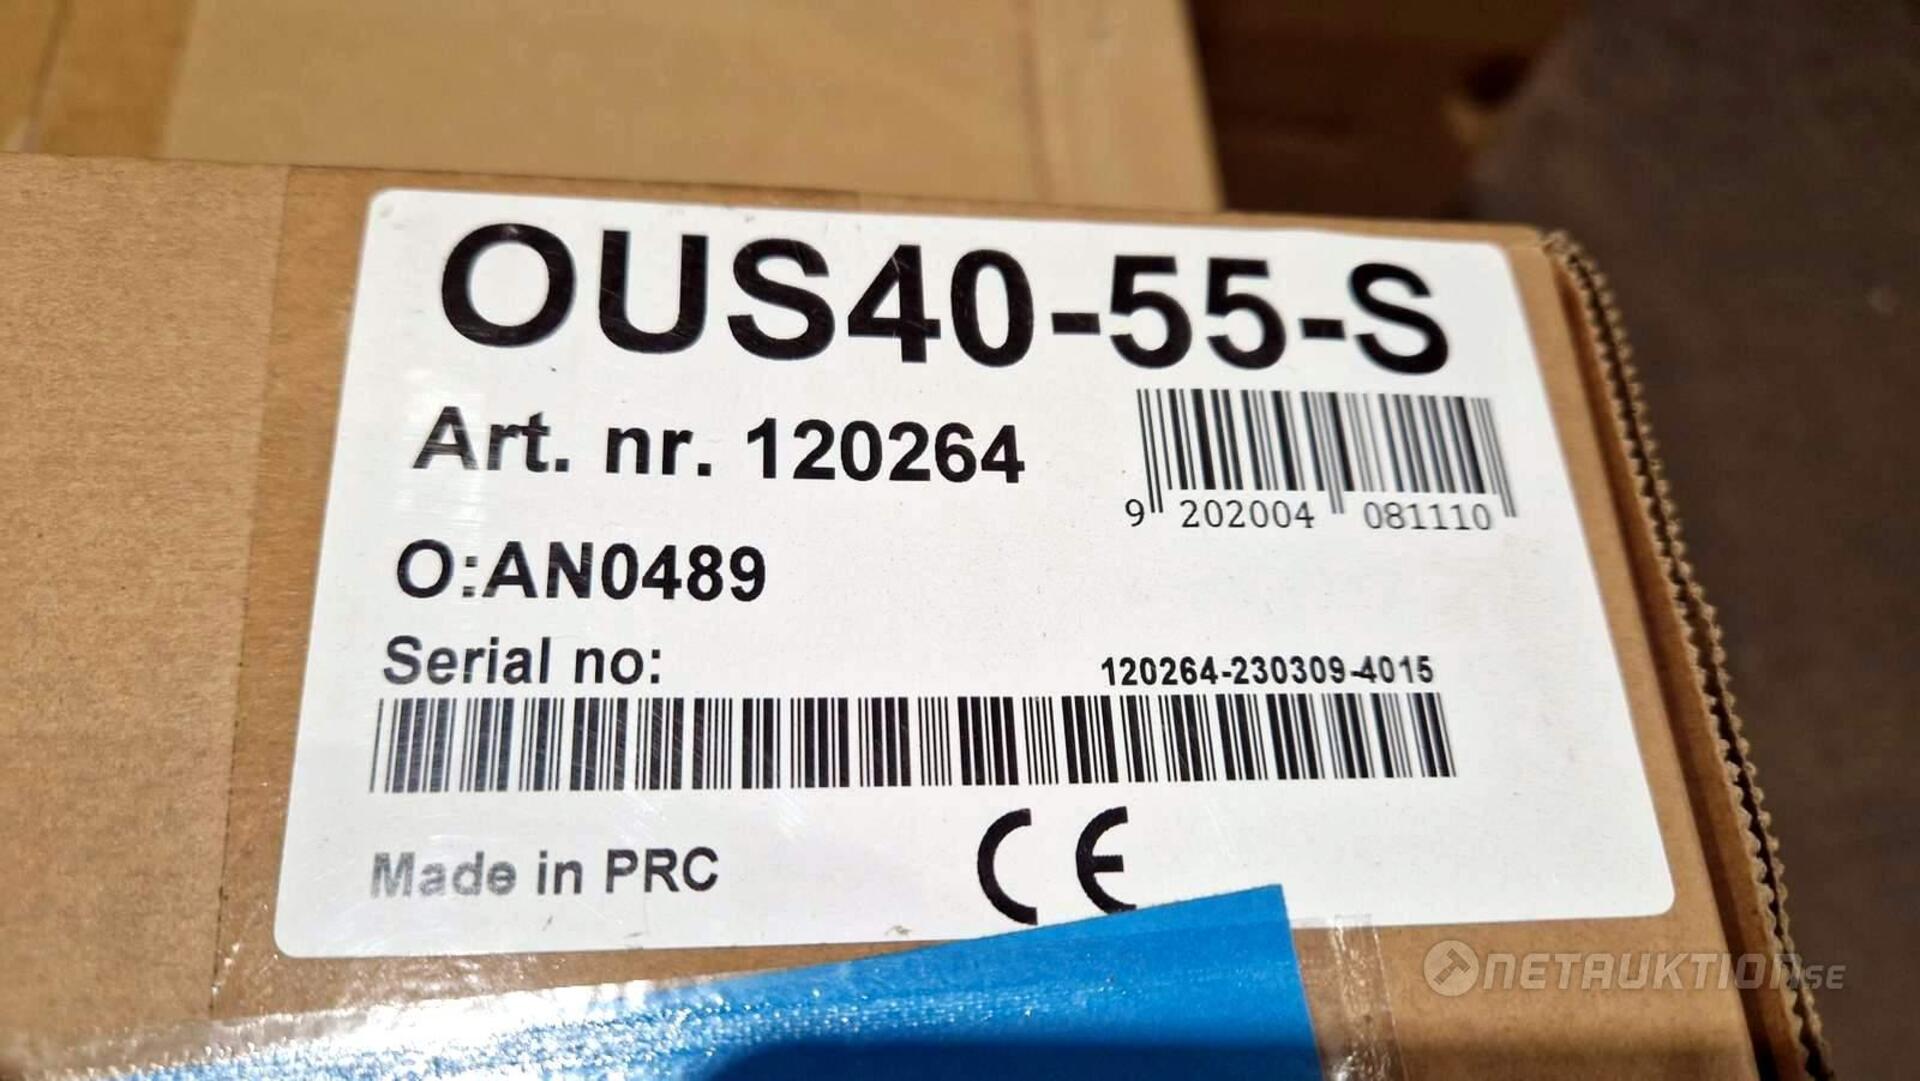 OUS40-55-S
Art. nr. 120264
9 202004 081110
O:AN0489
Serial no: 120264-230309-4015
Made in PRC CE
NETAUKTION.SE